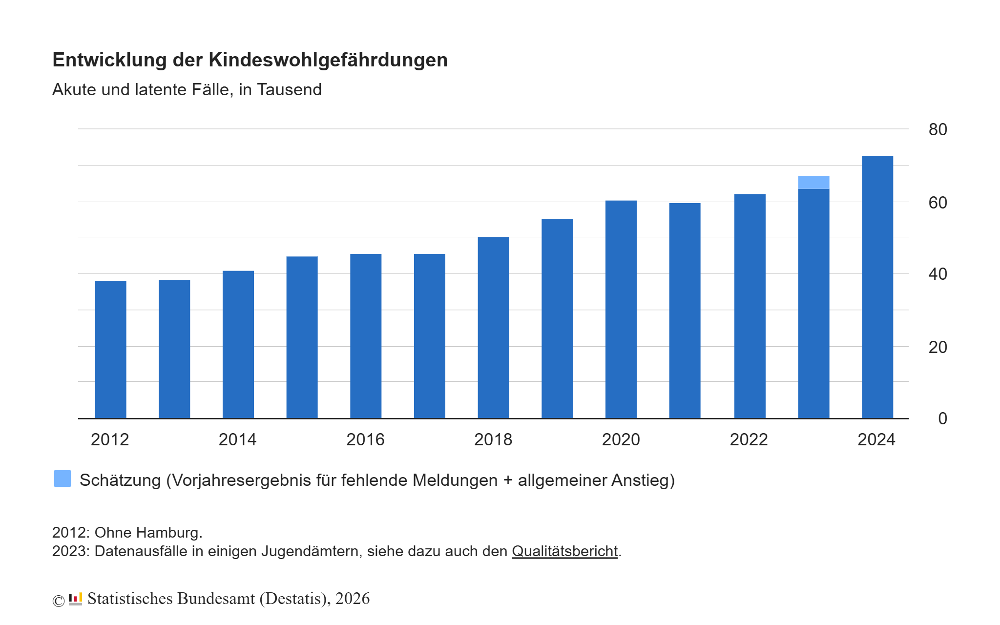 Entwicklung der Kindeswohlgefährdungen
Akute und latente Fälle, in Tausend
80
60
40
20
0
2012 2014 2016 2018 2020 2022 2024
Schätzung (Vorjahresergebnis für fehlende Meldungen + allgemeiner Anstieg)
2012: Ohne Hamburg.
2023: Datenausfälle in einigen Jugendämtern, siehe dazu auch den Qualitätsbericht.
© Statistisches Bundesamt (Destatis), 2026